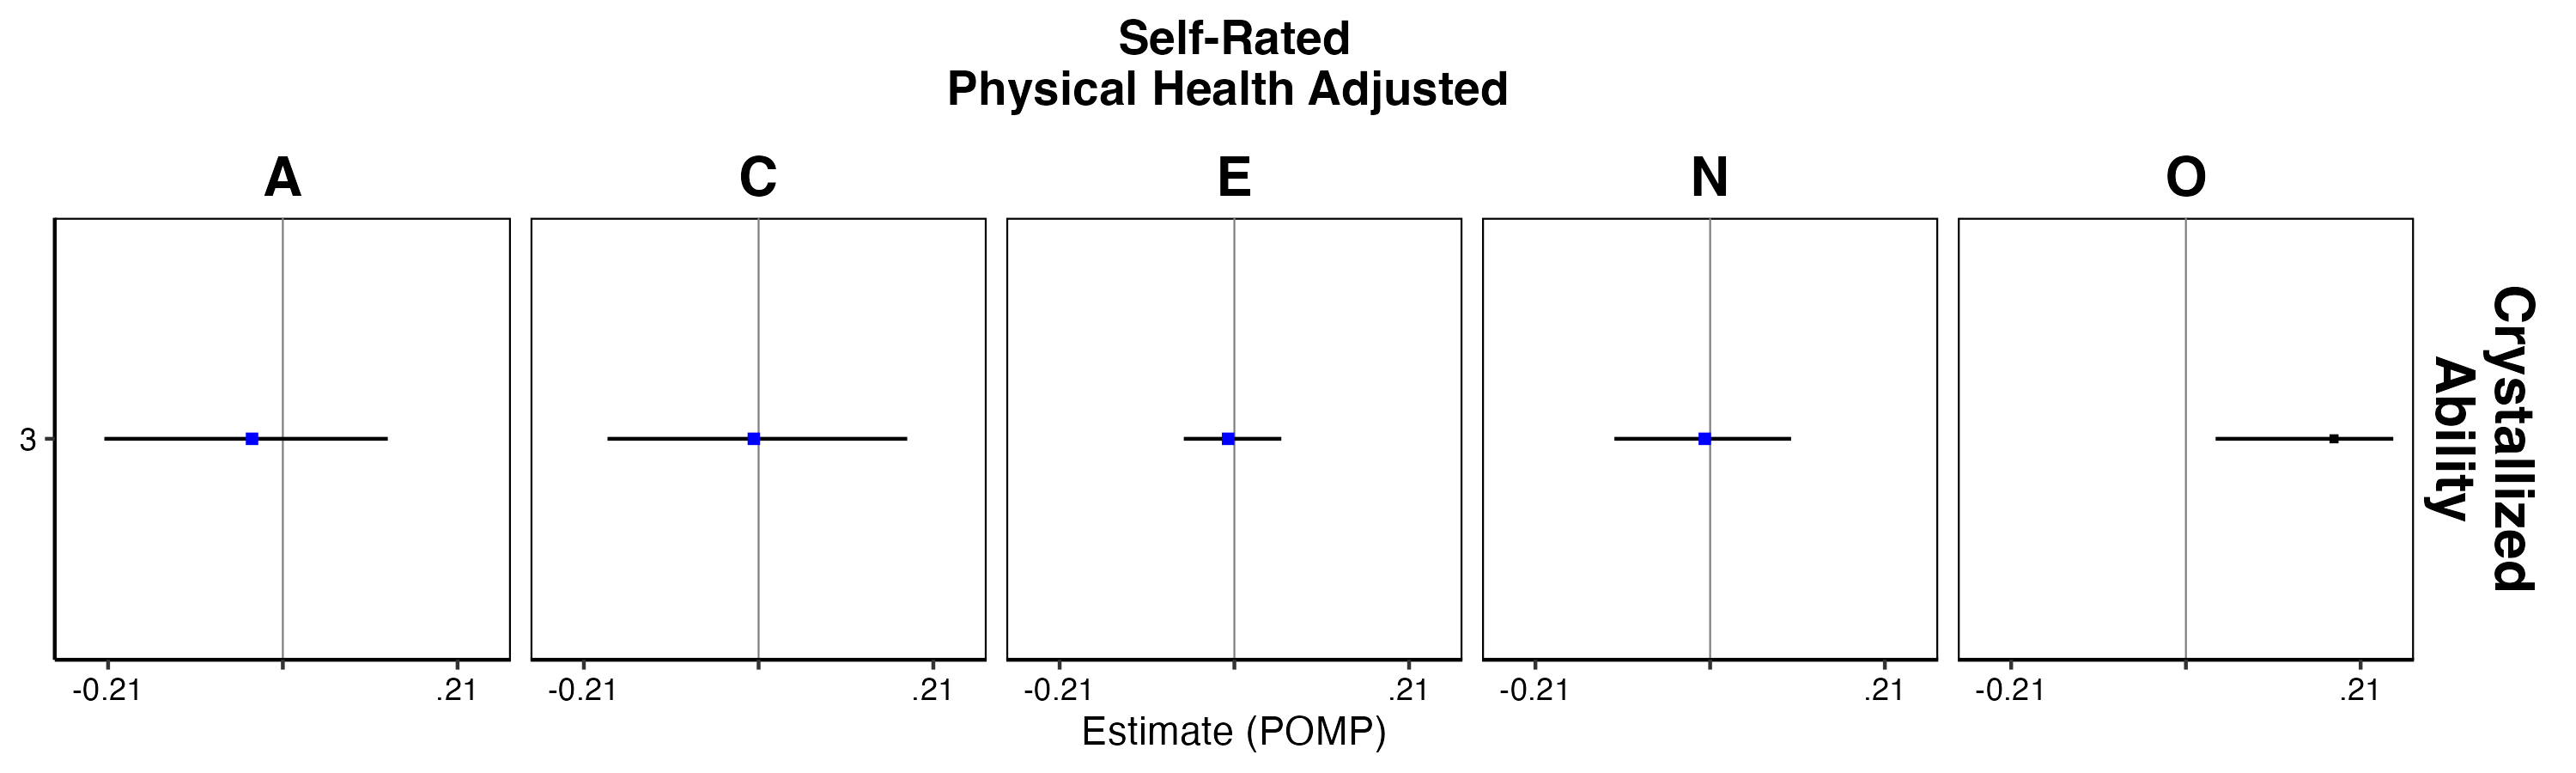 Self-Rated
Physical Health Adjusted
A C E N O
3
-0.21 .21 -0.21 .21 -0.21 .21 -0.21 .21 -0.21 .21
Estimate (POMP)
Crystallized
Ability